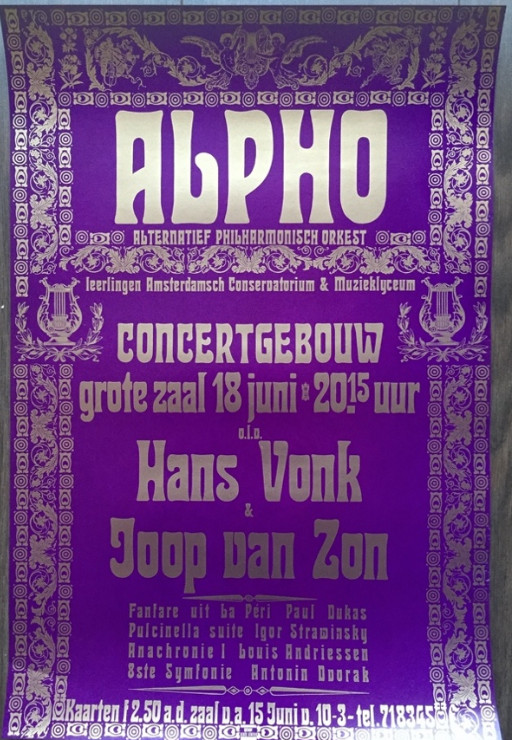 ALPHO
ALTERNATIEF PHILHARMONISCH ORKEST
leerlingen Amsterdamsch Conservatorium & Muzieklyceum
CONCERTGEBOUW
grote zaal 18 juni 20.15 uur
o.l.v.
Hans Vonk
&
Joop van Zon
Fanfare uit La Péri Paul Dukas
Pulcinella suite Igor Strawinsky
Anachronie I Louis Andriessen
8ste Symfonie Antonin Dvorak
Kaarten f 2.50 a.d. zaal v.a. 15 Juni v. 10-3- tel. 718345